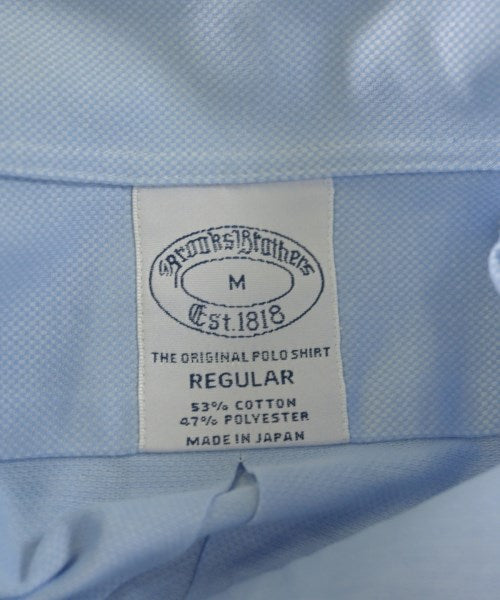 Brooks Brothers
M
Est. 1818
THE ORIGINAL POLO SHIRT
REGULAR
53% COTTON
47% POLYESTER
MADE IN JAPAN